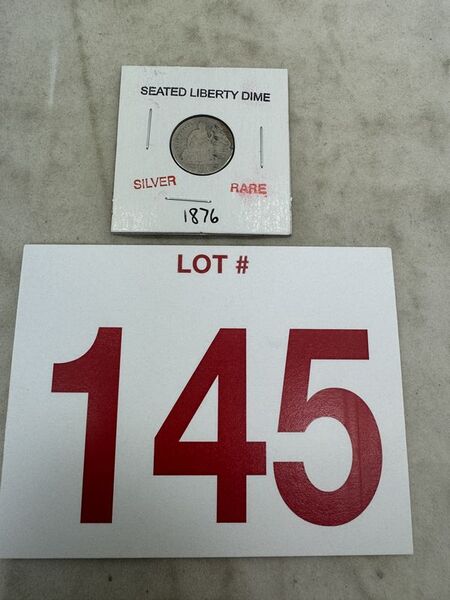 SEATED LIBERTY DIME
SILVER RARE
1876
LOT #
145